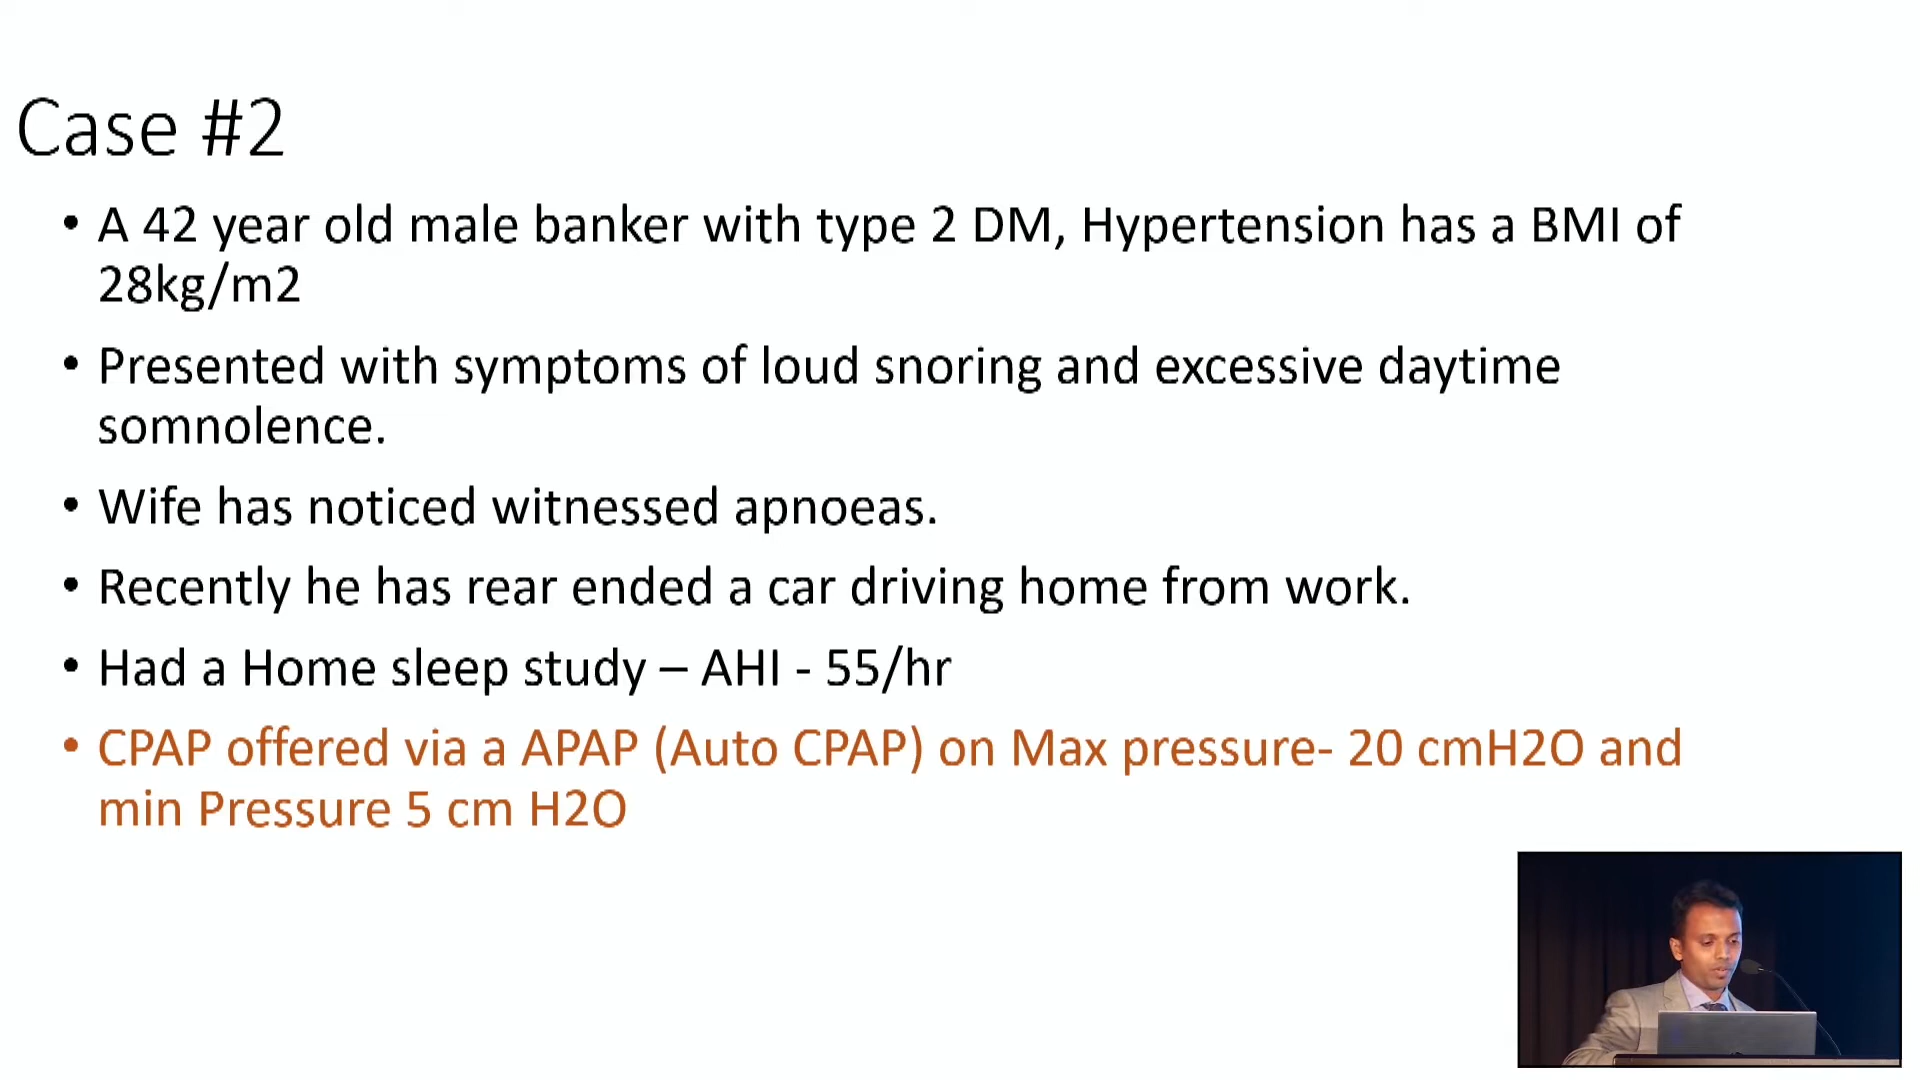 Case #2
• A 42 year old male banker with type 2 DM, Hypertension has a BMI of
28kg/m2
• Presented with symptoms of loud snoring and excessive daytime
somnolence.
• Wife has noticed witnessed apnoeas.
• Recently he has rear ended a car driving home from work.
• Had a Home sleep study – AHI - 55/hr
• CPAP offered via a APAP (Auto CPAP) on Max pressure- 20 cmH2O and
min Pressure 5 cm H2O